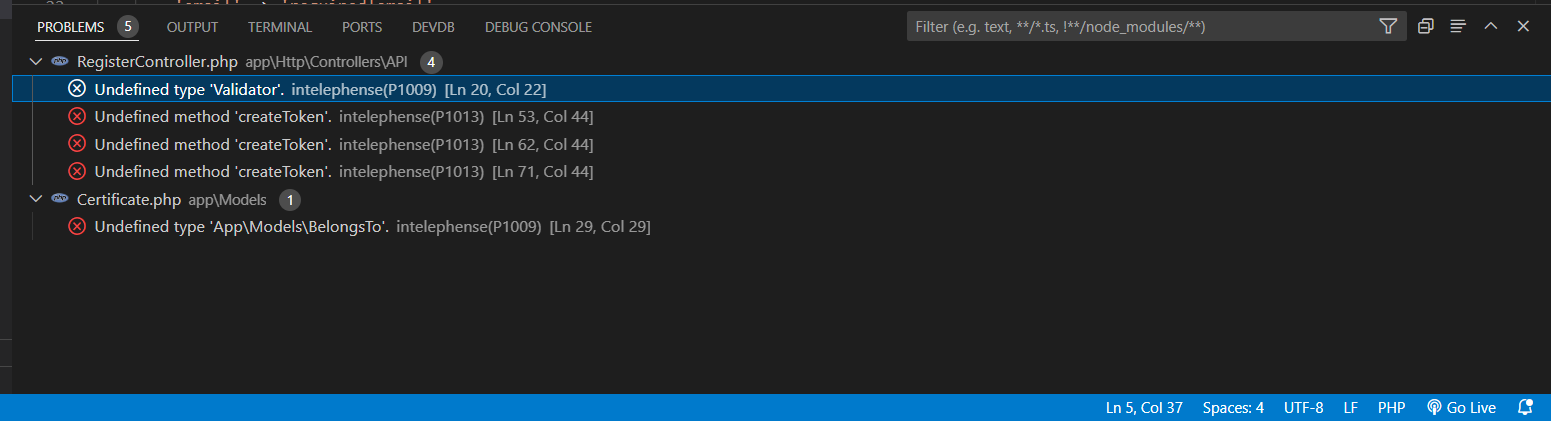 PROBLEMS 5 OUTPUT TERMINAL PORTS DEVDB DEBUG CONSOLE Filter (e.g. text, **/*.ts, !**/node_modules/**)
RegisterController.php app\Http\Controllers\API 4
Undefined type 'Validator'. intelephense(P1009) [Ln 20, Col 22]
Undefined method 'createToken'. intelephense(P1013) [Ln 53, Col 44]
Undefined method 'createToken'. intelephense(P1013) [Ln 62, Col 44]
Undefined method 'createToken'. intelephense(P1013) [Ln 71, Col 44]
Certificate.php app\Models 1
Undefined type 'App\Models\BelongsTo'. intelephense(P1009) [Ln 29, Col 29]
Ln 5, Col 37 Spaces: 4 UTF-8 LF PHP Go Live